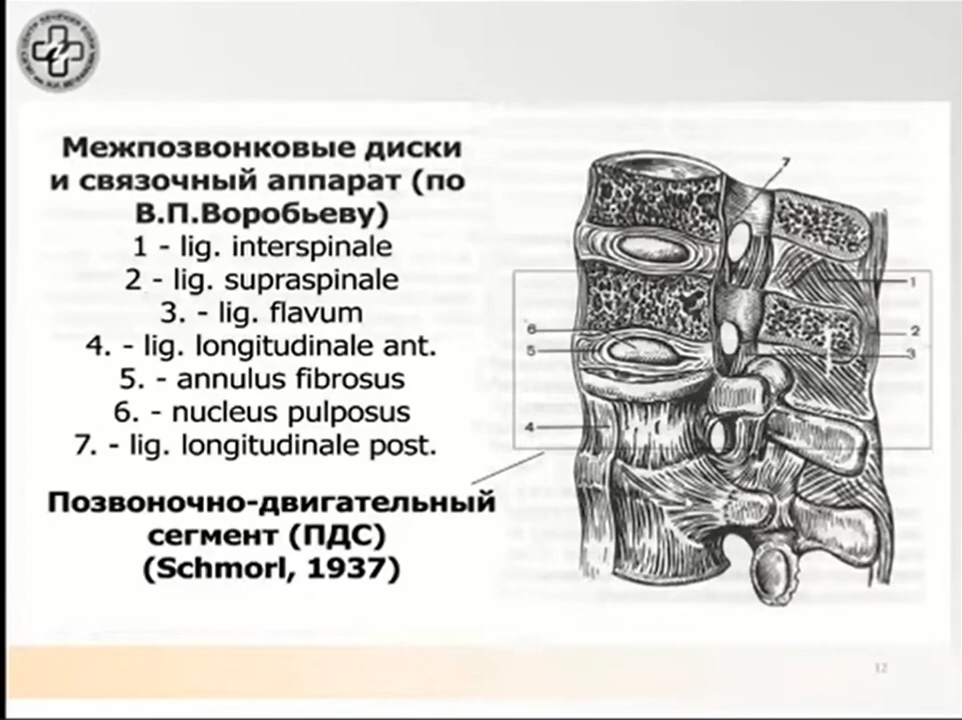 Межпозвонковые диски
и связочный аппарат (по
В.П.Воробьеву)
1 - lig. interspinale
2 - lig. supraspinale
3. - lig. flavum
4. - lig. longitudinale ant.
5. - annulus fibrosus
6. - nucleus pulposus
7. - lig. longitudinale post.
Позвоночно-двигательный
сегмент (ПДС)
(Schmorl, 1937)
7
1
6
2
5
3
4
12